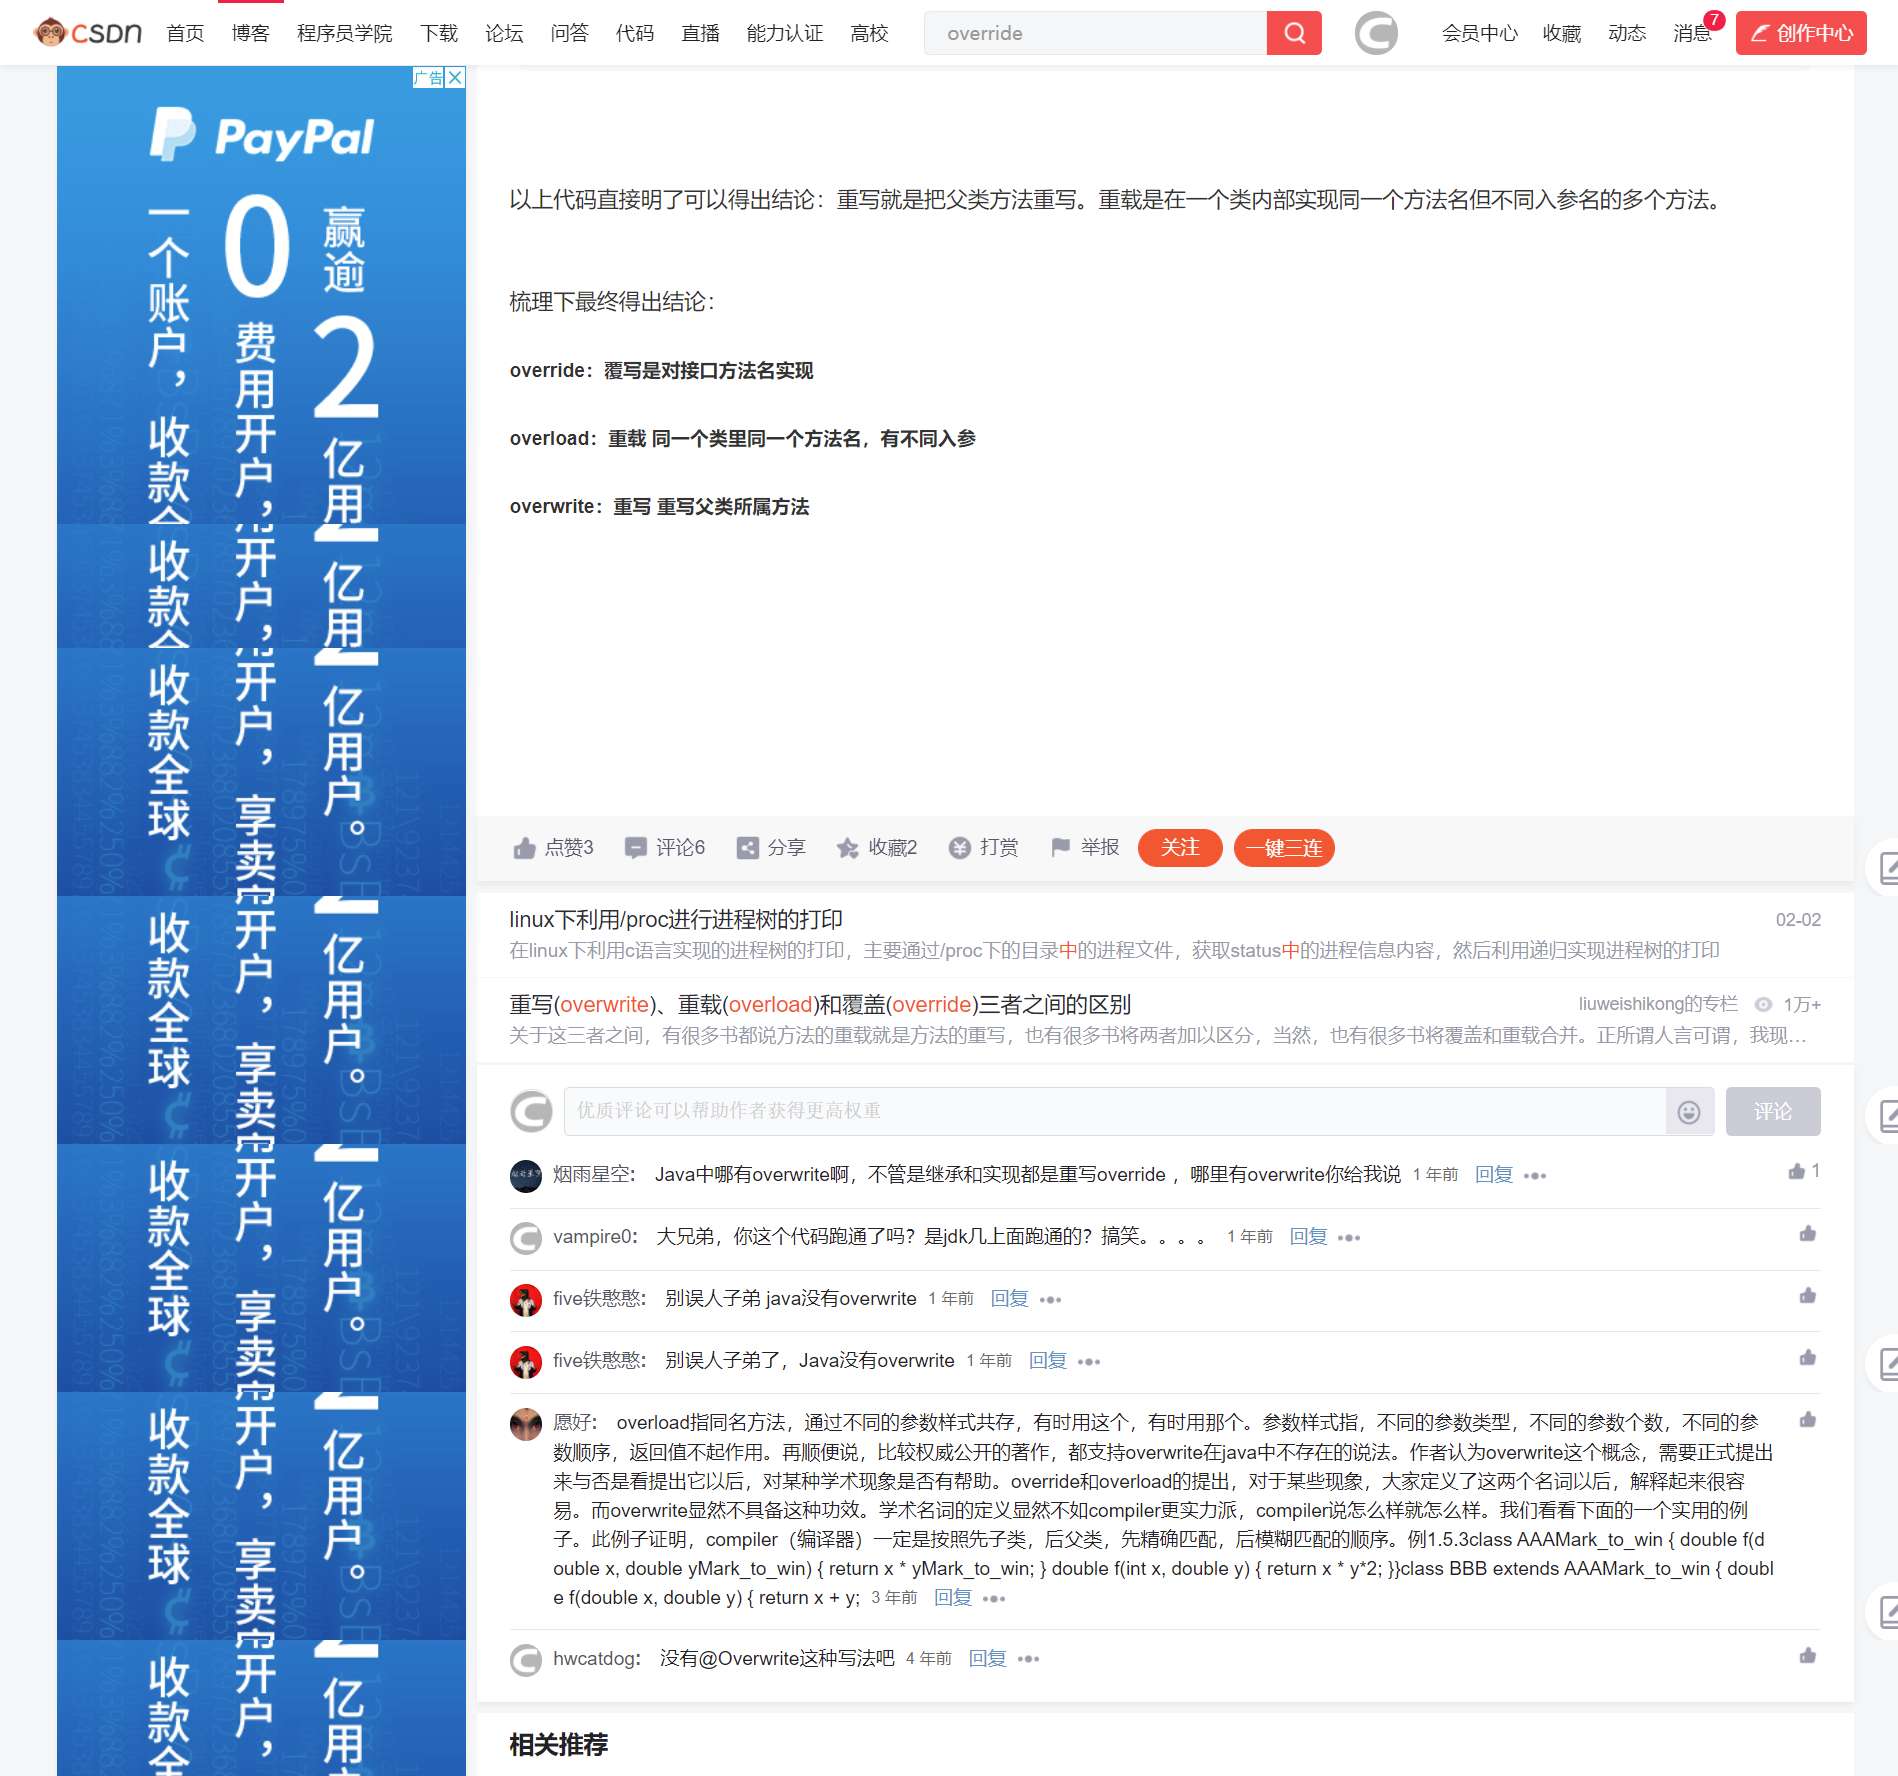 CSDN 首页 博客 程序员学院 下载 论坛 问答 代码 直播 能力认证 高校 override 会员中心 收藏 动态 消息 7 创作中心
广告
PayPal
赢逾2亿用户。
0费用开户,享卖
一个账户,收款全球
以上代码直接明了可以得出结论:重写就是把父类方法重写。重载是在一个类内部实现同一个方法名但不同入参名的多个方法。
梳理下最终得出结论:
override:覆写是对接口方法名实现
overload:重载 同一个类里同一个方法名,有不同入参
overwrite:重写 重写父类所属方法
点赞3 评论6 分享 收藏2 打赏 举报 关注 一键三连
linux下利用/proc进行进程树的打印 02-02
在linux下利用c语言实现的进程树的打印,主要通过/proc下的目录中的进程文件,获取status中的进程信息内容,然后利用递归实现进程树的打印
重写(overwrite)、重载(overload)和覆盖(override)三者之间的区别 liuweishikong的专栏 1万+
关于这三者之间,有很多书都说方法的重载就是方法的重写,也有很多书将两者加以区分,当然,也有很多书将覆盖和重载合并。正所谓人言可谓,我现...
优质评论可以帮助作者获得更高权重 评论
烟雨星空: Java中哪有overwrite啊,不管是继承和实现都是重写override ,哪里有overwrite你给我说 1 年前 回复 1
vampire0: 大兄弟,你这个代码跑通了吗?是jdk几上面跑通的?搞笑。。。。 1 年前 回复
five铁憨憨: 别误人子弟 java没有overwrite 1 年前 回复
five铁憨憨: 别误人子弟了,Java没有overwrite 1 年前 回复
愿好: overload指同名方法,通过不同的参数样式共存,有时用这个,有时用那个。参数样式指,不同的参数类型,不同的参数个数,不同的参
数顺序,返回值不起作用。再顺便说,比较权威公开的著作,都支持overwrite在java中不存在的说法。作者认为overwrite这个概念,需要正式提出
来与否是看提出它以后,对某种学术现象是否有帮助。override和overload的提出,对于某些现象,大家定义了这两个名词以后,解释起来很容
易。而overwrite显然不具备这种功效。学术名词的定义显然不如compiler更实力派,compiler说怎么样就怎么样。我们看看下面的一个实用的例
子。此例子证明,compiler(编译器)一定是按照先子类,后父类,先精确匹配,后模糊匹配的顺序。例1.5.3class AAAMark_to_win { double f(d
ouble x, double yMark_to_win) { return x * yMark_to_win; } double f(int x, double y) { return x * y*2; }}class BBB extends AAAMark_to_win { doubl
e f(double x, double y) { return x + y; 3 年前 回复
hwcatdog: 没有@Overwrite这种写法吧 4 年前 回复
相关推荐